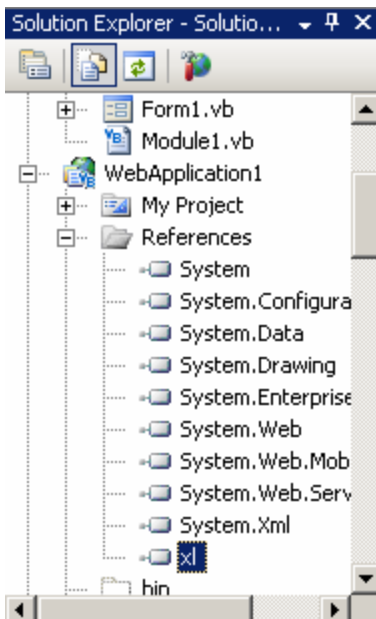 Solution Explorer - Solutio...
Form1.vb
Module1.vb
WebApplication1
My Project
References
System
System.Configura
System.Data
System.Drawing
System.Enterprise
System.Web
System.Web.Mob
System.Web.Serv
System.Xml
xl
bin